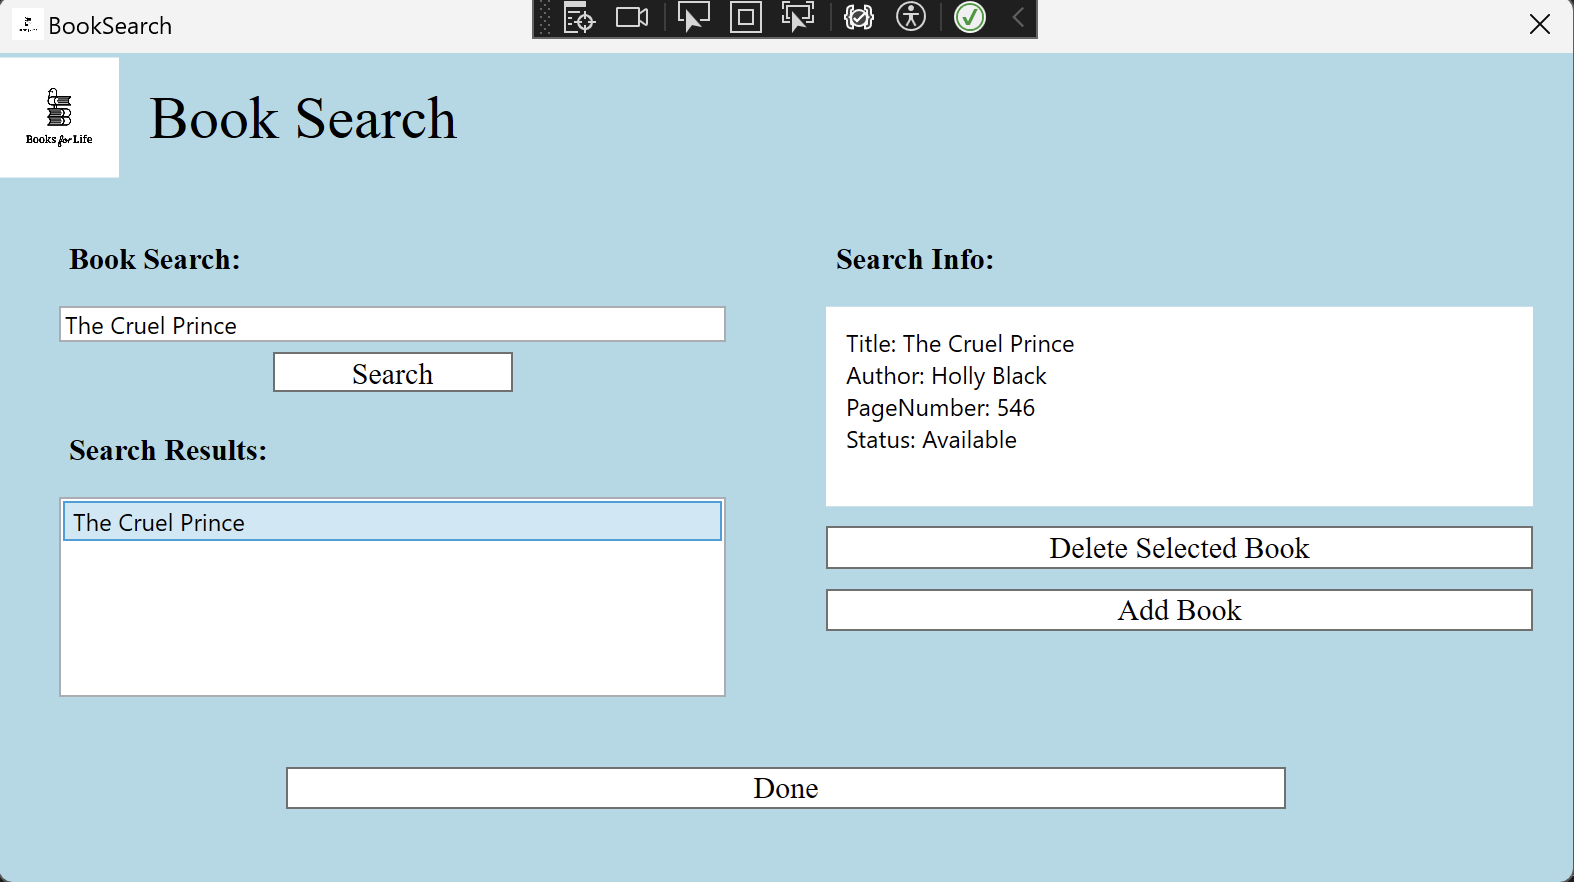 BookSearch
Books for Life
Book Search
Book Search:
The Cruel Prince
Search
Search Results:
The Cruel Prince
Search Info:
Title: The Cruel Prince
Author: Holly Black
PageNumber: 546
Status: Available
Delete Selected Book
Add Book
Done